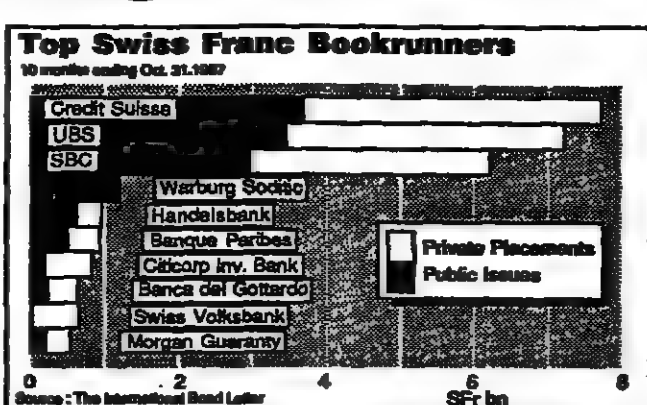 Top Swiss Franc Bookrunners
10 months ending Oct. 31.1987
Credit Suisse
UBS
SBC
Warburg Soditic
Handelsbank
Banque Paribas
Citicorp Inv. Bank
Banca del Gottardo
Swiss Volksbank
Morgan Guaranty
Private Placements
Public Issues
0 2 4 6 8
Source : The International Bond Letter SFr bn